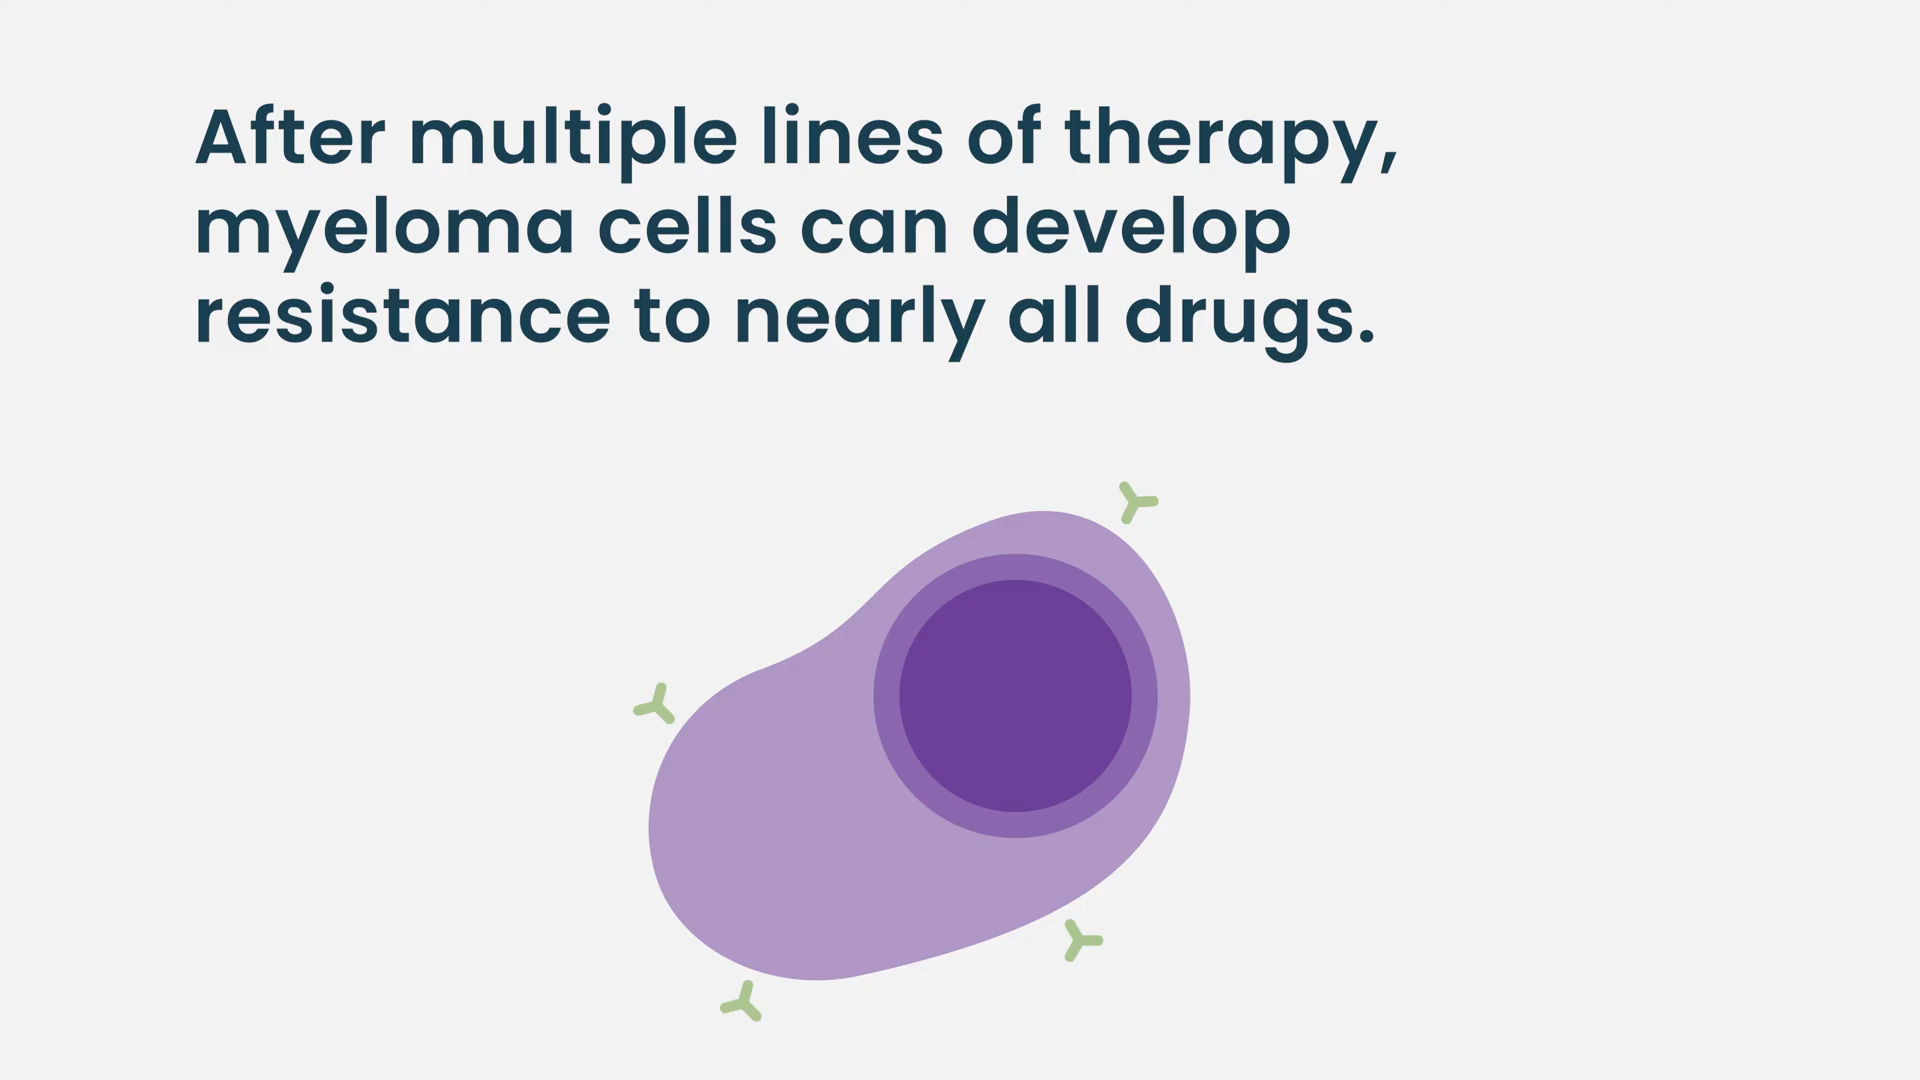 After multiple lines of therapy,
myeloma cells can develop
resistance to nearly all drugs.